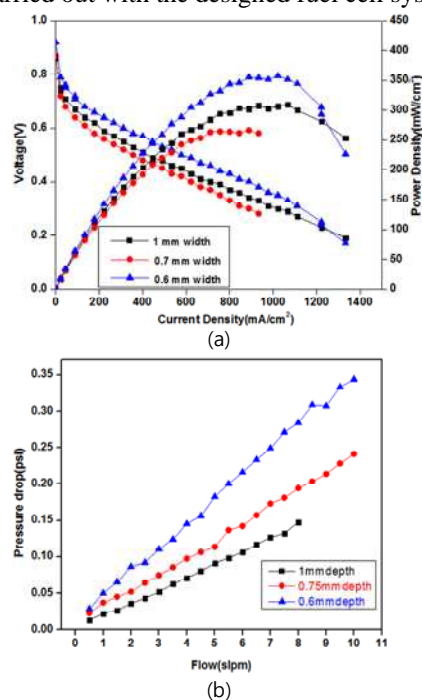 arried out with the designed fuel cell sys
1.0
0.8
0.6
0.4
0.2
0.0
Voltage[V]
450
400
350
300
250
200
150
100
50
0
Power Density(mW/cm²)
0 200 400 600 800 1000 1200 1400
Current Density(mA/cm²)
1 mm width
0.7 mm width
0.6 mm width
(a)
0.35
0.30
0.25
0.20
0.15
0.10
0.05
0.00
Pressure drop(psi)
0 1 2 3 4 5 6 7 8 9 10 11
Flow(slpm)
1mmdepth
0.75mmdepth
0.6mmdepth
(b)